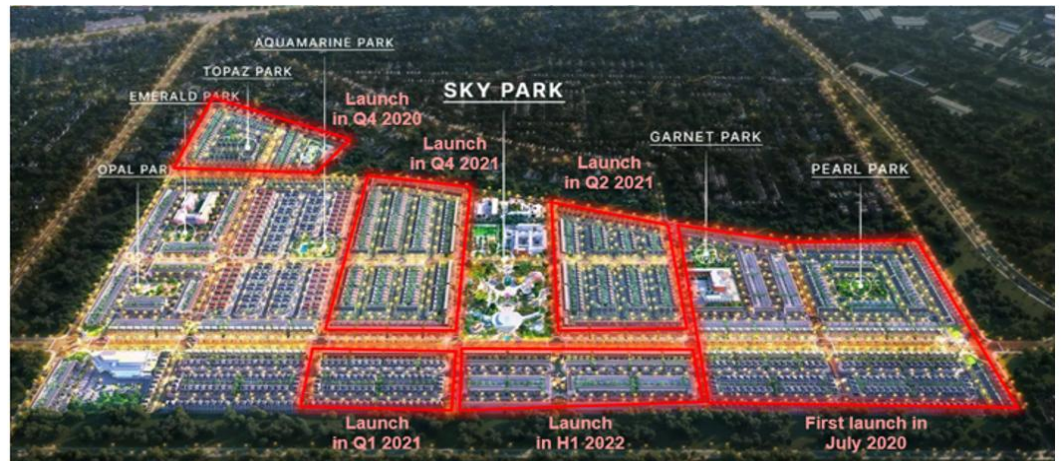 AQUAMARINE PARK
TOPAZ PARK
EMERALD PARK
OPAL PARK
SKY PARK
GARNET PARK
PEARL PARK
Launch
in Q4 2020
Launch
in Q4 2021
Launch
in Q2 2021
Launch
in Q1 2021
Launch
in H1 2022
First launch in
July 2020